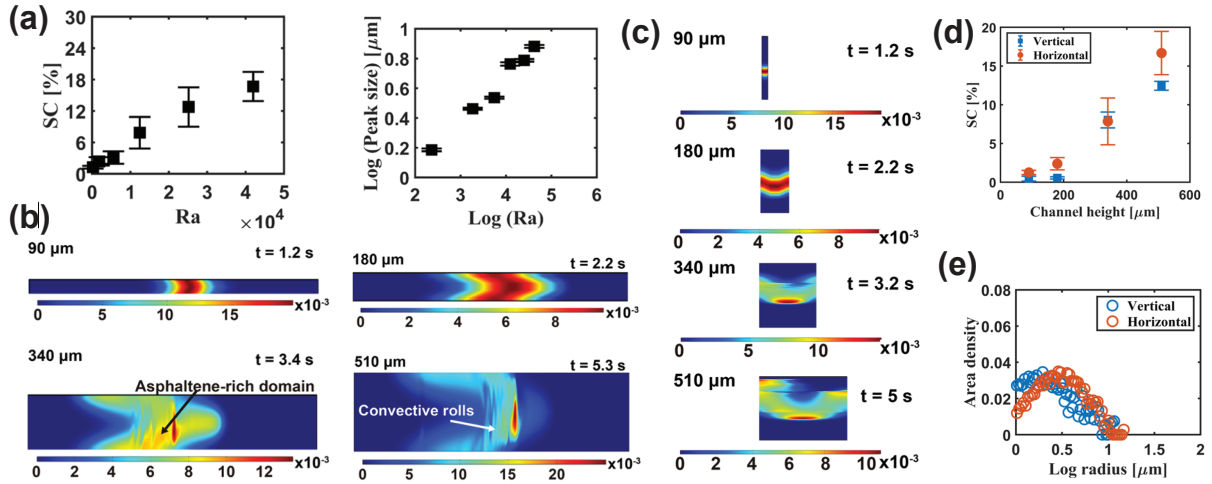 (a)
SC [%]
30
24
18
12
6
0
0 1 2 3 4 5
Ra
×10⁴
Log (Peak size) [μm]
1
0.8
0.6
0.4
0.2
0
2 3 4 5 6
Log (Ra)
(b)
90 μm
t = 1.2 s
0 5 10 15
x10⁻³
180 μm
t = 2.2 s
0 2 4 6 8
x10⁻³
340 μm
t = 3.4 s
Asphaltene-rich domain
0 2 4 6 8 10 12
x10⁻³
510 μm
t = 5.3 s
Convective rolls
0 5 10 15 20
x10⁻³
(c)
90 μm
t = 1.2 s
0 5 10 15
x10⁻³
180 μm
t = 2.2 s
0 2 4 6 8
x10⁻³
340 μm
t = 3.2 s
0 5 10
x10⁻³
510 μm
t = 5 s
0 2 4 6 8 10
x10⁻³
(d)
SC [%]
20
15
10
5
0
Vertical
Horizontal
0 200 400 600
Channel height [μm]
(e)
Area density
0.08
0.06
0.04
0.02
0
Vertical
Horizontal
0 0.5 1 1.5 2
Log radius [μm]